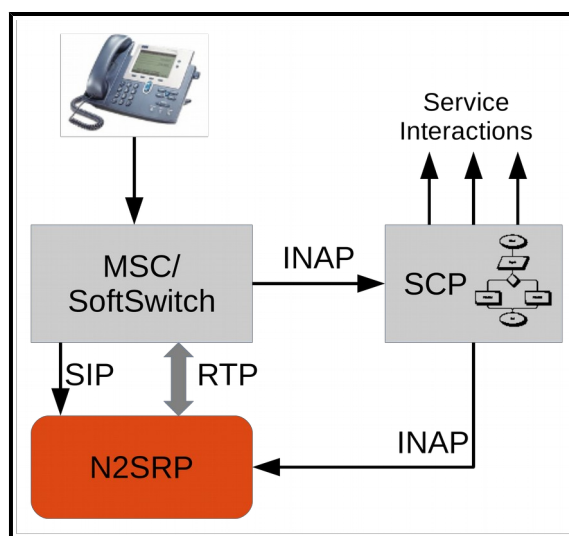 Service
Interactions
MSC/
SoftSwitch
INAP
SCP
SIP
RTP
INAP
N2SRP